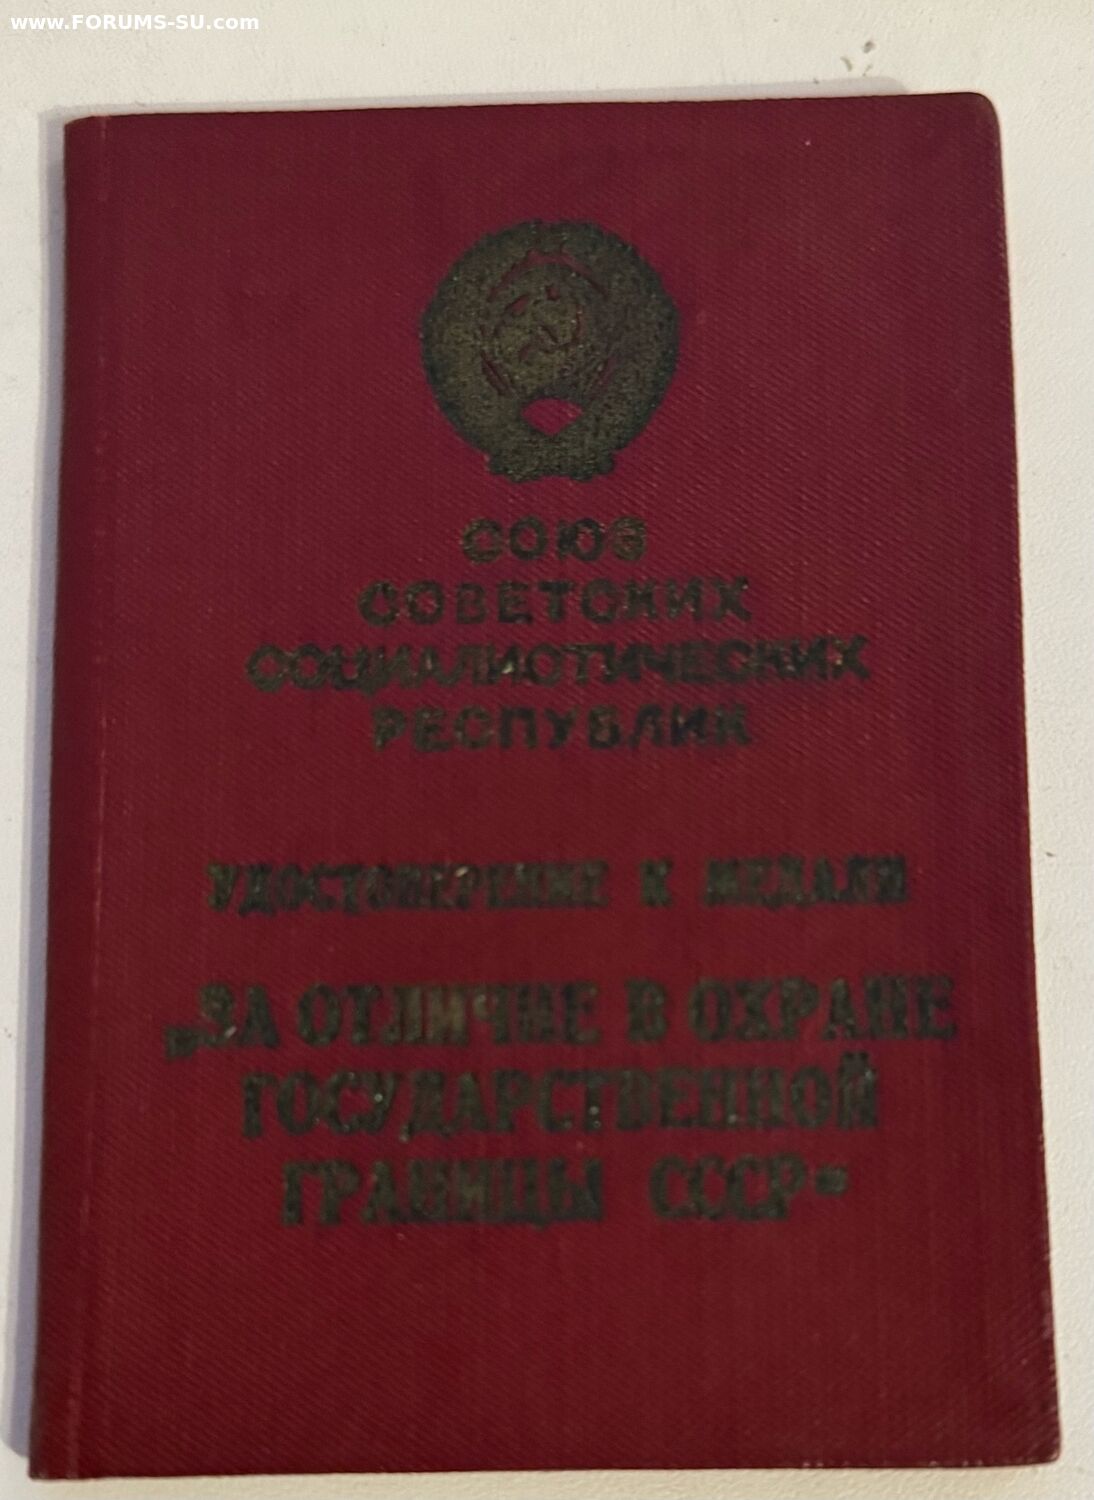 www.FORUMS-SU.com
СОЮЗ
СОВЕТСКИХ
СОЦИАЛИСТИЧЕСКИХ
РЕСПУБЛИК
УДОСТОВЕРЕНИЕ К МЕДАЛИ
„ЗА ОТЛИЧИЕ В ОХРАНЕ
ГОСУДАРСТВЕННОЙ
ГРАНИЦЫ СССР“